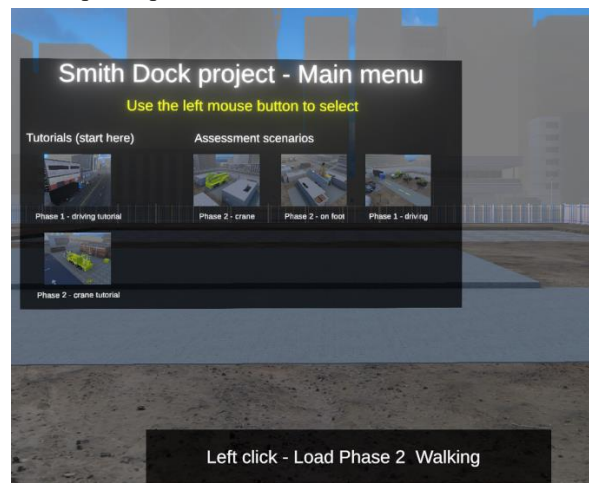 Smith Dock project - Main menu
Use the left mouse button to select
Tutorials (start here)
Assessment scenarios
Phase 1 - driving tutorial
Phase 2 - crane
Phase 2 - on foot
Phase 1 - driving
Phase 2 - crane tutorial
Left click - Load Phase 2  Walking